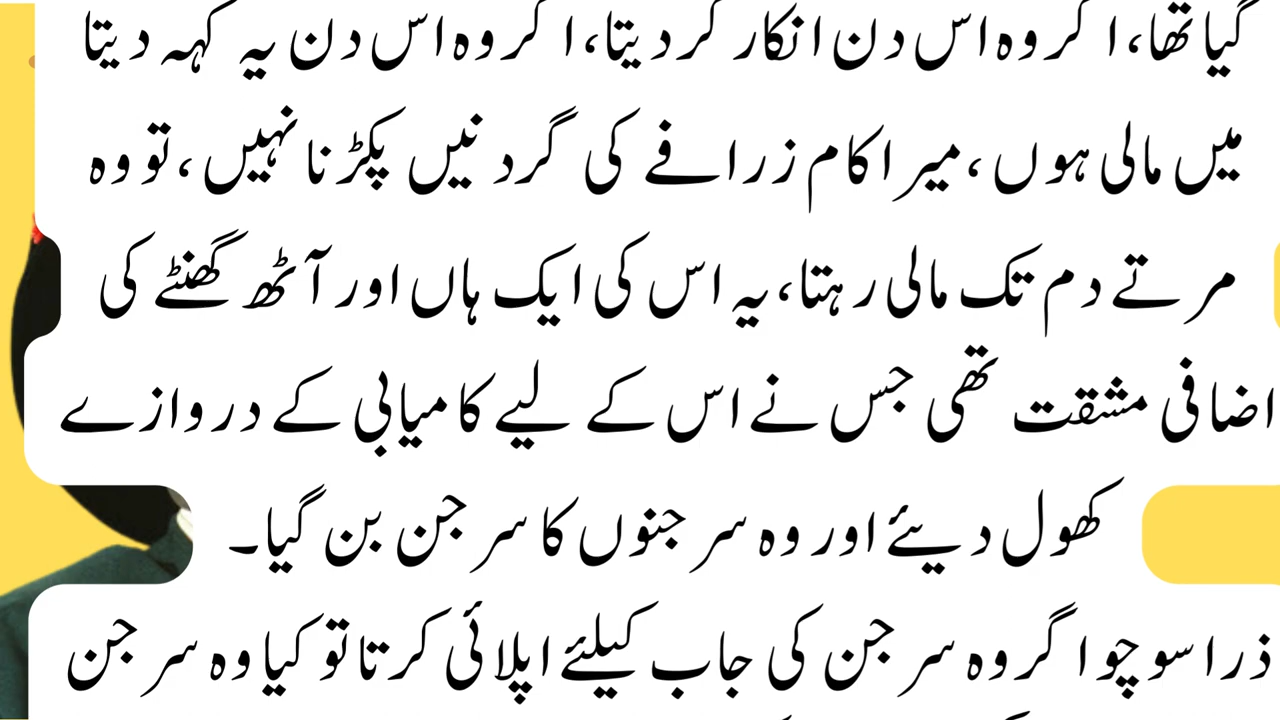 گیا تھا، اگر وہ اس دن انکار کر دیتا، اگر وہ اس دن یہ کہہ دیتا
میں مالی ہوں، میرا کام زرافے کی گردنیں پکڑنا نہیں، تو وہ
مرتے دم تک مالی رہتا، یہ اس کی ایک ہاں اور آٹھ گھنٹے کی
اضافی مشقت تھی جس نے اس کے لیے کامیابی کے دروازے
کھول دیئے اور وہ سرجنوں کا سرجن بن گیا۔
ذرا سوچو اگر وہ سرجن کی جاب کیلئے اپلائی کرتا تو کیا وہ سرجن